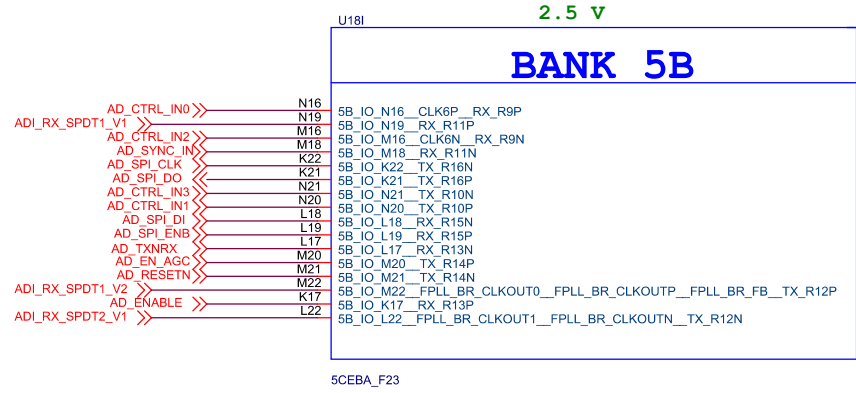 2.5 V
U18I
BANK 5B
AD_CTRL_IN0 N16 5B_IO_N16__CLK6P__RX_R9P
ADI_RX_SPDT1_V1 N19 5B_IO_N19__RX_R11P
AD_CTRL_IN2 M16 5B_IO_M16__CLK6N__RX_R9N
AD_SYNC_IN M18 5B_IO_M18__RX_R11N
AD_SPI_CLK K22 5B_IO_K22__TX_R16N
AD_SPI_DO K21 5B_IO_K21__TX_R16P
AD_CTRL_IN3 N21 5B_IO_N21__TX_R10N
AD_CTRL_IN1 N20 5B_IO_N20__TX_R10P
AD_SPI_DI L18 5B_IO_L18__RX_R15N
AD_SPI_ENB L19 5B_IO_L19__RX_R15P
AD_TXNRX L17 5B_IO_L17__RX_R13N
AD_EN_AGC M20 5B_IO_M20__TX_R14P
AD_RESETN M21 5B_IO_M21__TX_R14N
ADI_RX_SPDT1_V2 M22 5B_IO_M22__FPLL_BR_CLKOUT0__FPLL_BR_CLKOUTP__FPLL_BR_FB__TX_R12P
AD_ENABLE K17 5B_IO_K17__RX_R13P
ADI_RX_SPDT2_V1 L22 5B_IO_L22__FPLL_BR_CLKOUT1__FPLL_BR_CLKOUTN__TX_R12N
5CEBA_F23